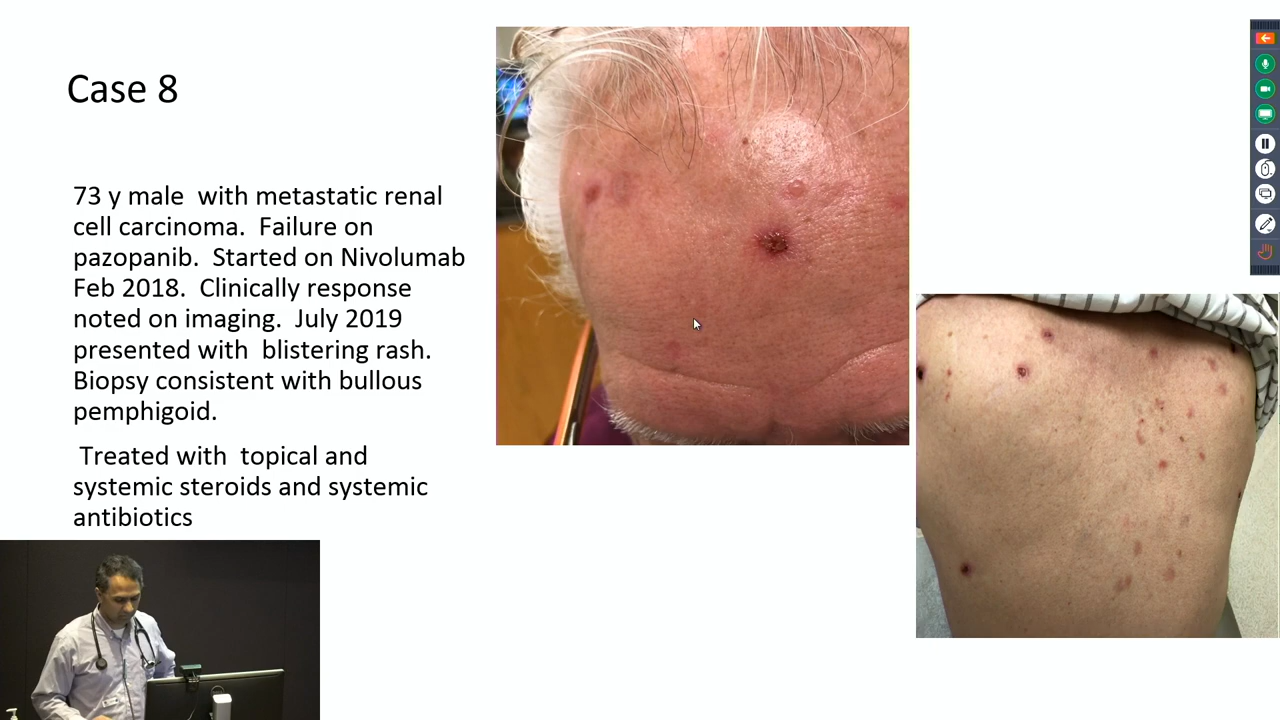 Case 8
73 y male  with metastatic renal
cell carcinoma.  Failure on
pazopanib.  Started on Nivolumab
Feb 2018.  Clinically response
noted on imaging.  July 2019
presented with  blistering rash.
Biopsy consistent with bullous
pemphigoid.
Treated with  topical and
systemic steroids and systemic
antibiotics